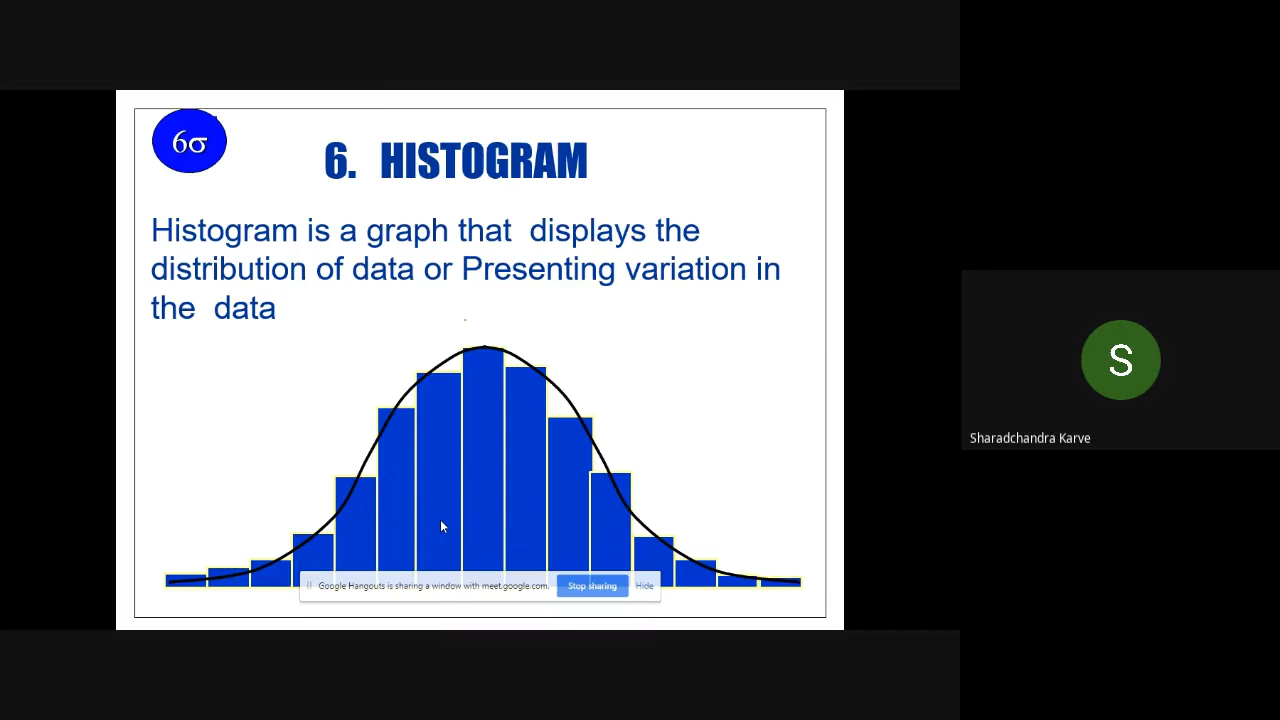 6σ
6. HISTOGRAM
Histogram is a graph that displays the
distribution of data or Presenting variation in
the data
Google Hangouts is sharing a window with meet.google.com. Stop sharing Hide
S
Sharadchandra Karve